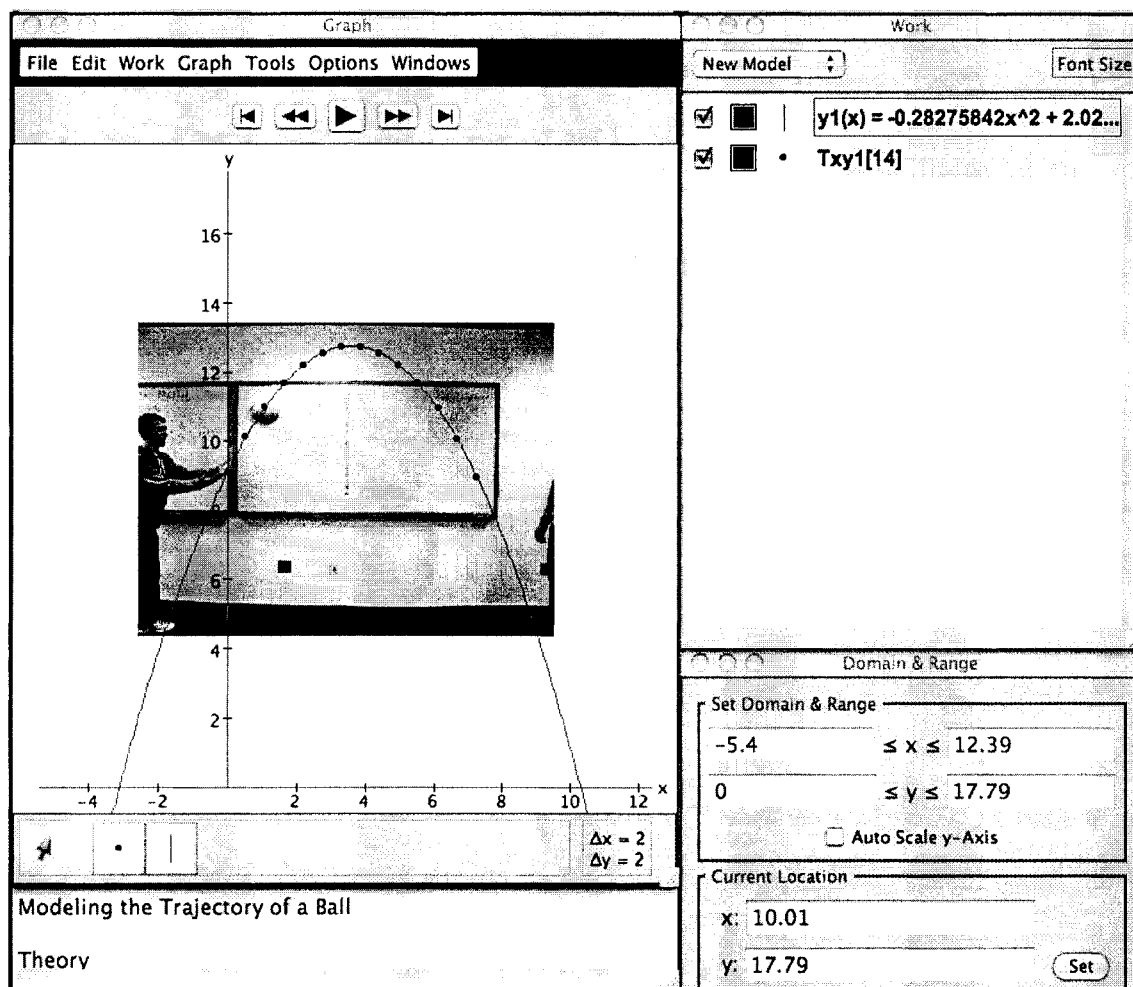 Graph
File Edit Work Graph Tools Options Windows
y
16
14
12
10
8
6
4
2
-4 -2 2 4 6 8 10 12 x
Δx = 2
Δy = 2
Modeling the Trajectory of a Ball
Theory
Work
New Model
Font Size
y1(x) = -0.28275842x^2 + 2.02...
Txy1[14]
Domain & Range
Set Domain & Range
-5.4 ≤ x ≤ 12.39
0 ≤ y ≤ 17.79
Auto Scale y-Axis
Current Location
x: 10.01
y: 17.79 Set